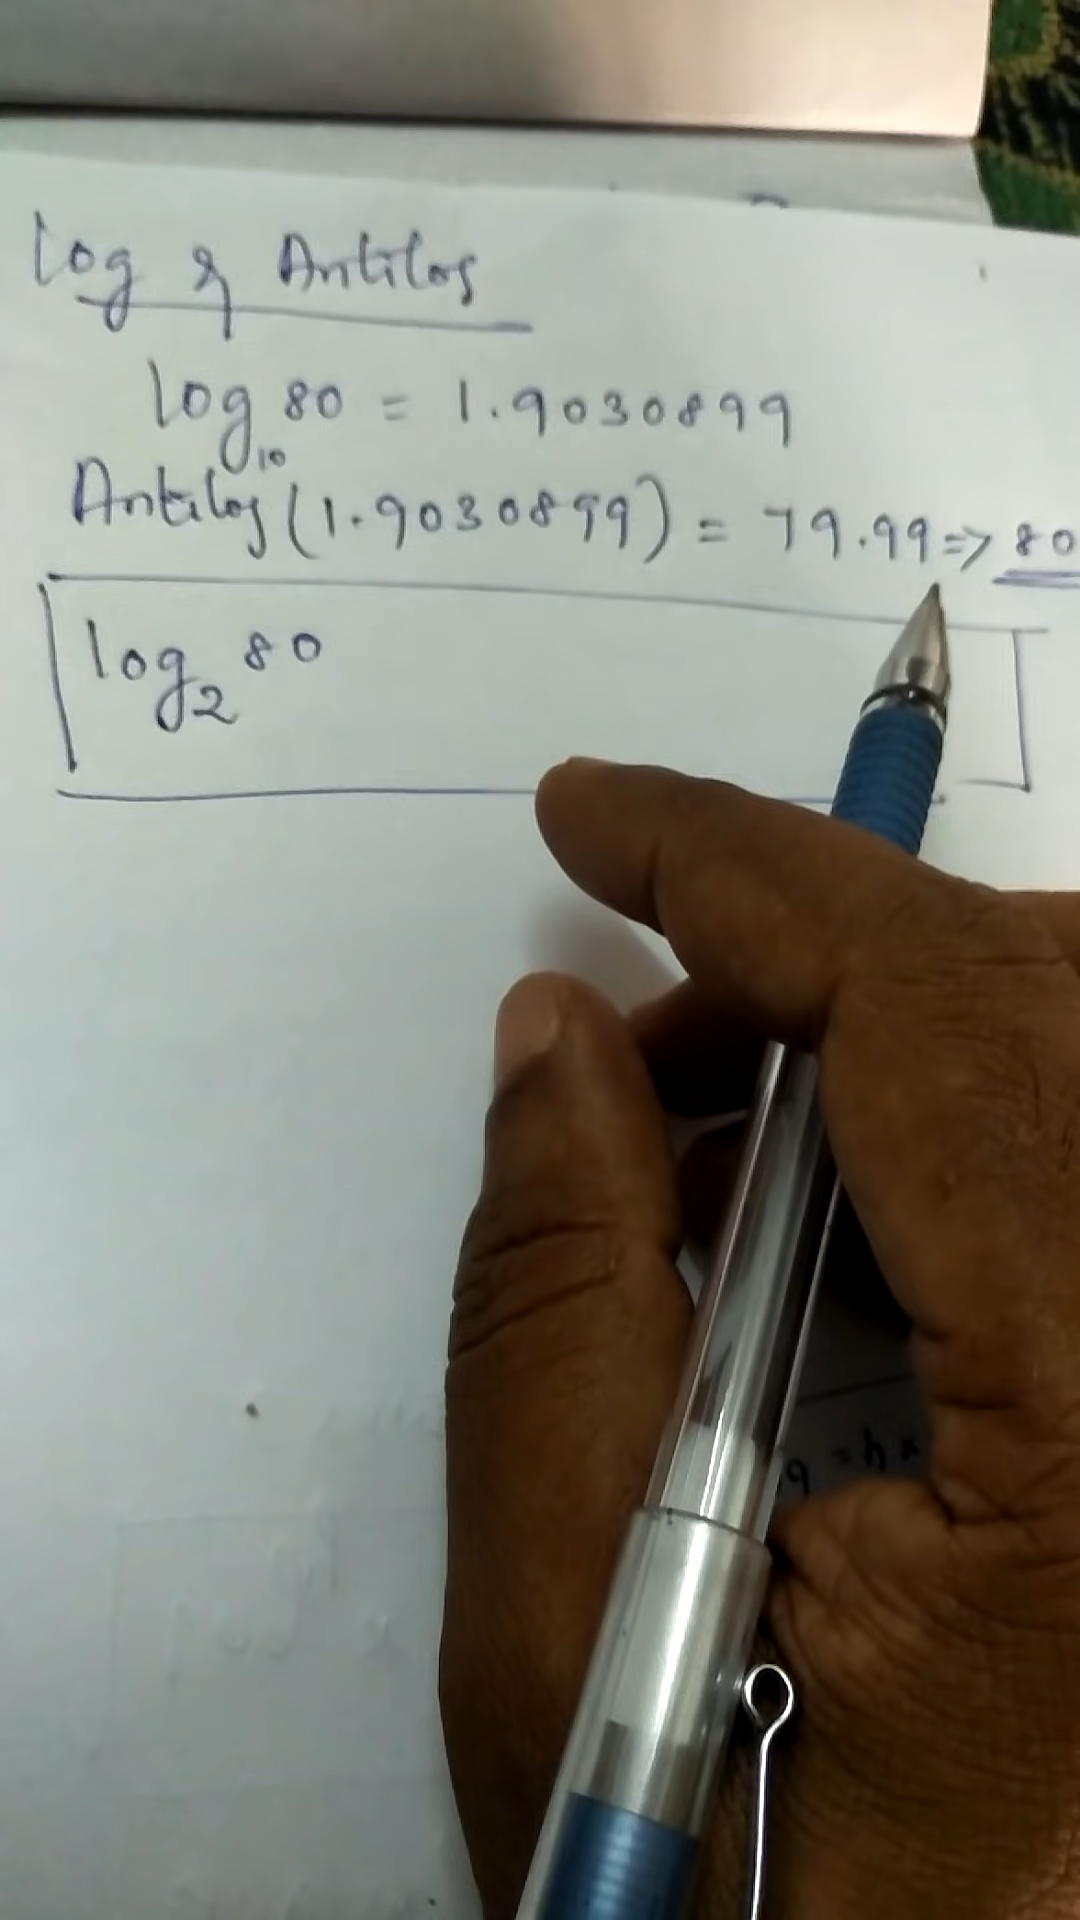 log & Antilog
log₁₀ 80 = 1.9030899
Antilog (1.9030899) = 79.99 => 80
log₂ 80